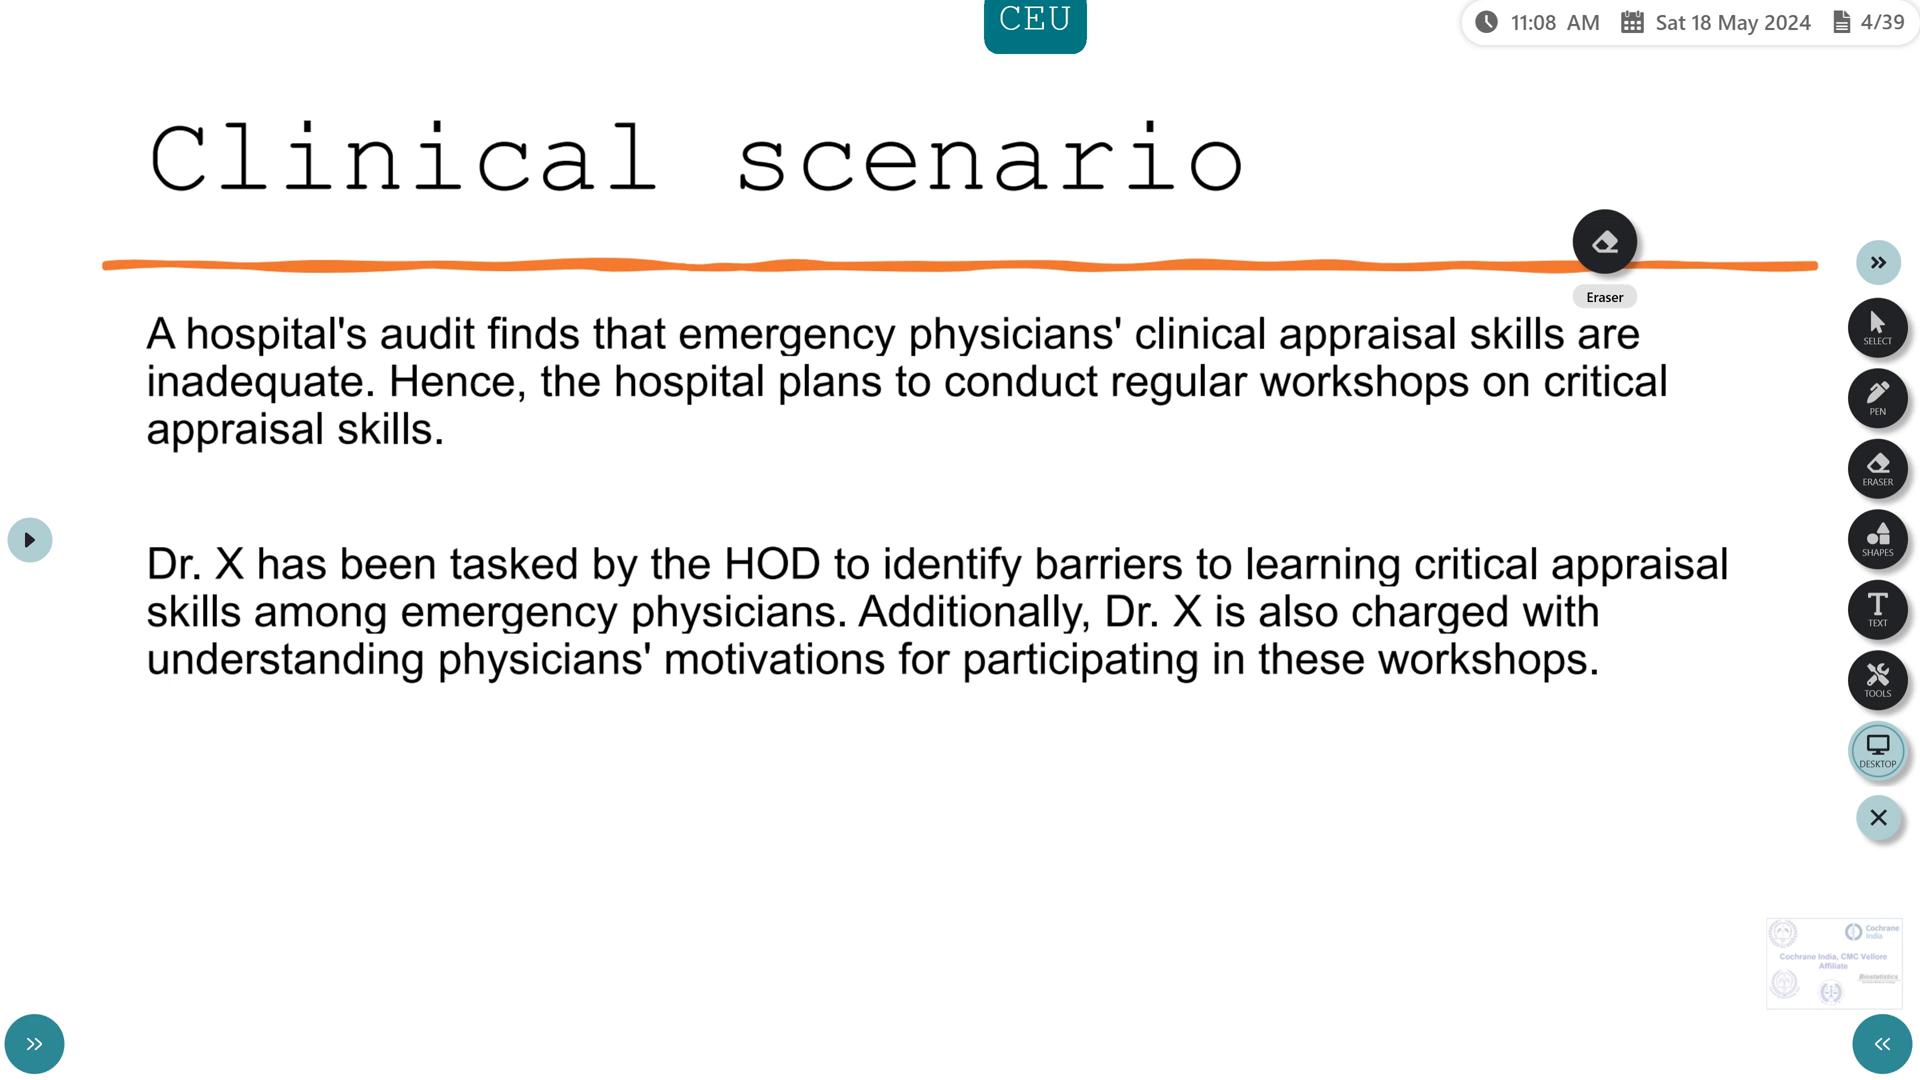 CEU
11:08 AM Sat 18 May 2024 4/39
Clinical scenario
Eraser
A hospital's audit finds that emergency physicians' clinical appraisal skills are
inadequate. Hence, the hospital plans to conduct regular workshops on critical
appraisal skills.
Dr. X has been tasked by the HOD to identify barriers to learning critical appraisal
skills among emergency physicians. Additionally, Dr. X is also charged with
understanding physicians' motivations for participating in these workshops.
SELECT
PEN
ERASER
SHAPES
T
TEXT
TOOLS
DESKTOP
Cochrane
India
Cochrane India, CMC Vellore
Affiliate
Biostatistics